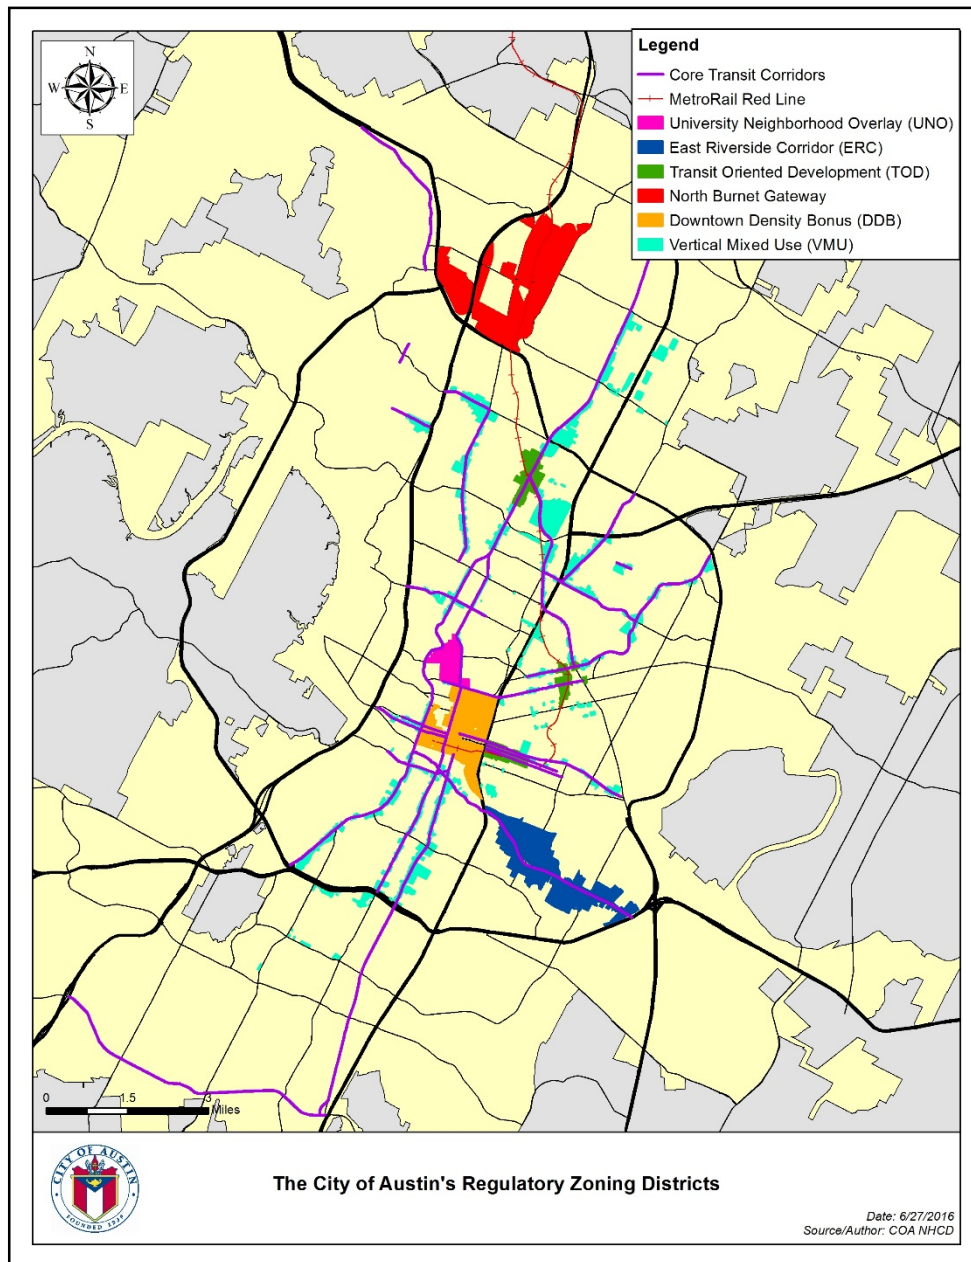 N
W E
S
Legend
Core Transit Corridors
MetroRail Red Line
University Neighborhood Overlay (UNO)
East Riverside Corridor (ERC)
Transit Oriented Development (TOD)
North Burnet Gateway
Downtown Density Bonus (DDB)
Vertical Mixed Use (VMU)
0 1.5 3
Miles
CITY OF AUSTIN
FOUNDED 1839
The City of Austin's Regulatory Zoning Districts
Date: 6/27/2016
Source/Author: COA NHCD